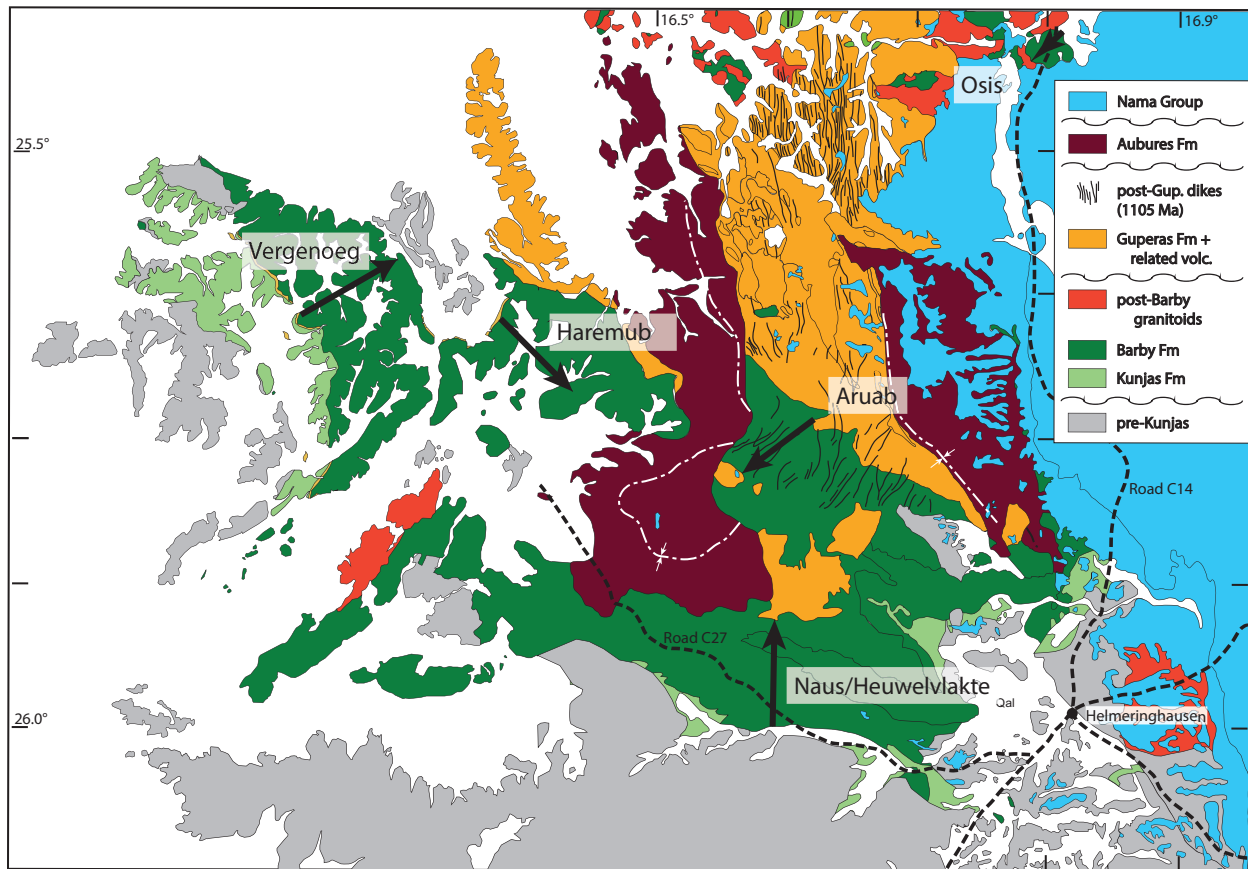 16.5°
16.9°
Osis
Nama Group
25.5°
Aubures Fm
post-Gup. dikes
(1105 Ma)
Guperas Fm +
related volc.
Vergenoeg
post-Barby
granitoids
Haremub
Barby Fm
Kunjas Fm
Aruab
pre-Kunjas
Road C14
Road C27
Naus/Heuwelvlakte
Qal
26.0°
Helmeringhausen